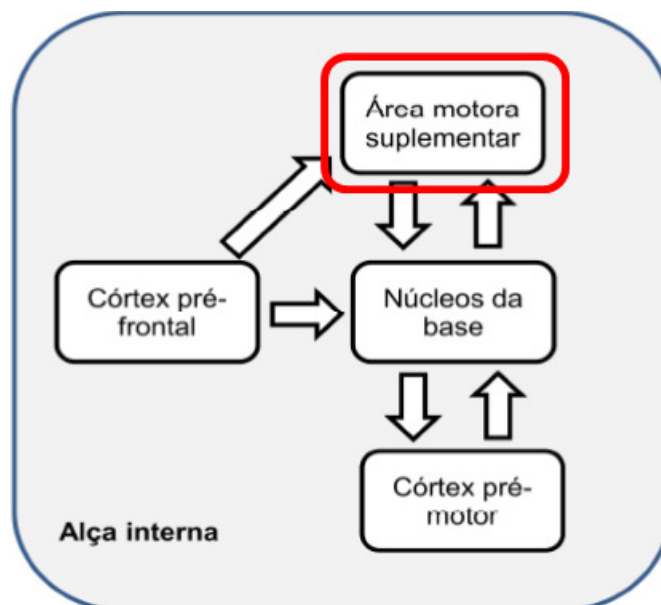 Área motora
suplementar
Córtex pré-
frontal
Núcleos da
base
Córtex pré-
motor
Alça interna